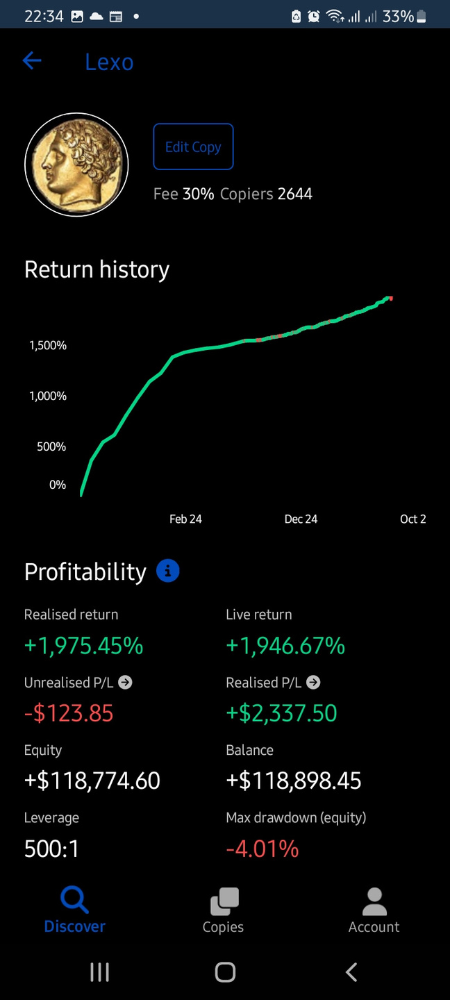 22:34
33%
Lexo
Edit Copy
Fee 30% Copiers 2644
Return history
1,500%
1,000%
500%
0%
Feb 24 Dec 24 Oct 2
Profitability
Realised return Live return
+1,975.45% +1,946.67%
Unrealised P/L Realised P/L
-$123.85 +$2,337.50
Equity Balance
+$118,774.60 +$118,898.45
Leverage Max drawdown (equity)
500:1 -4.01%
Discover Copies Account